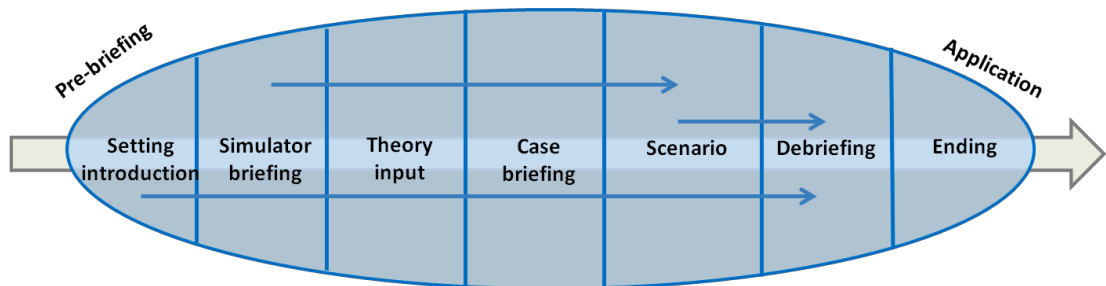 Pre-briefing
Application
Setting
introduction
Simulator
briefing
Theory
input
Case
briefing
Scenario
Debriefing
Ending